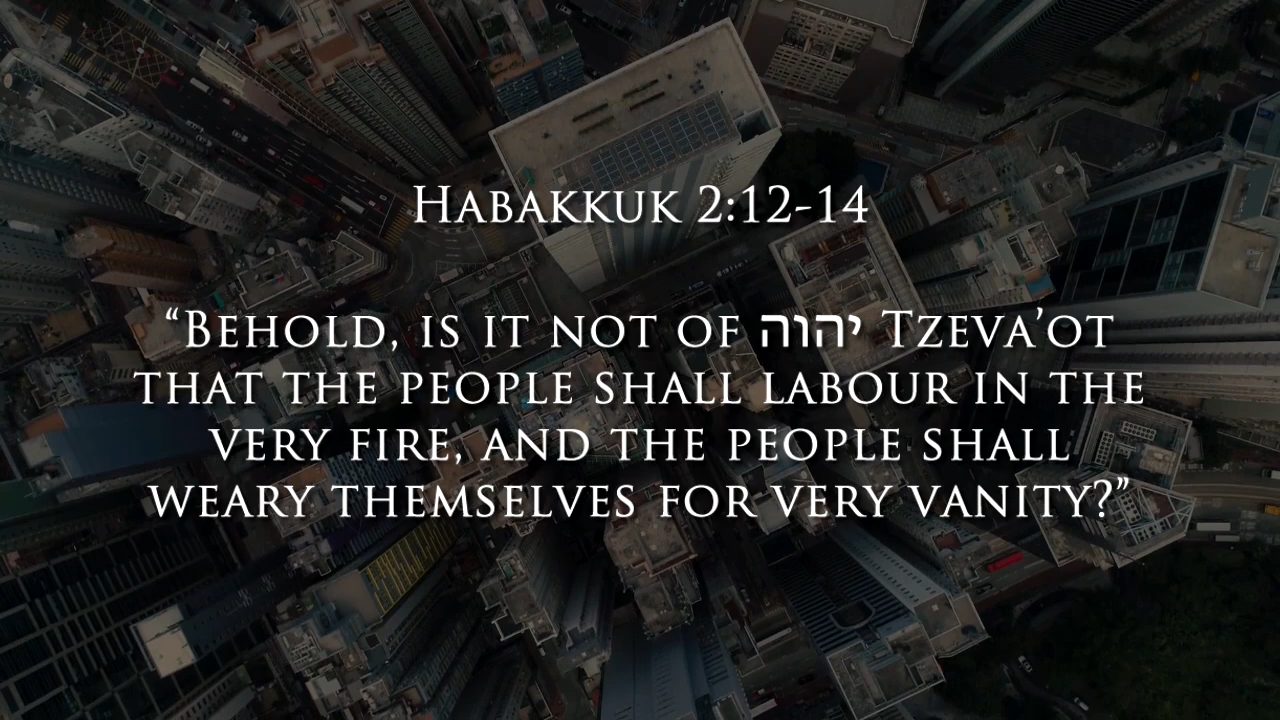 Habakkuk 2:12-14
“Behold, is it not of יהוה Tzeva’ot
that the people shall labour in the
very fire, and the people shall
weary themselves for very vanity?”